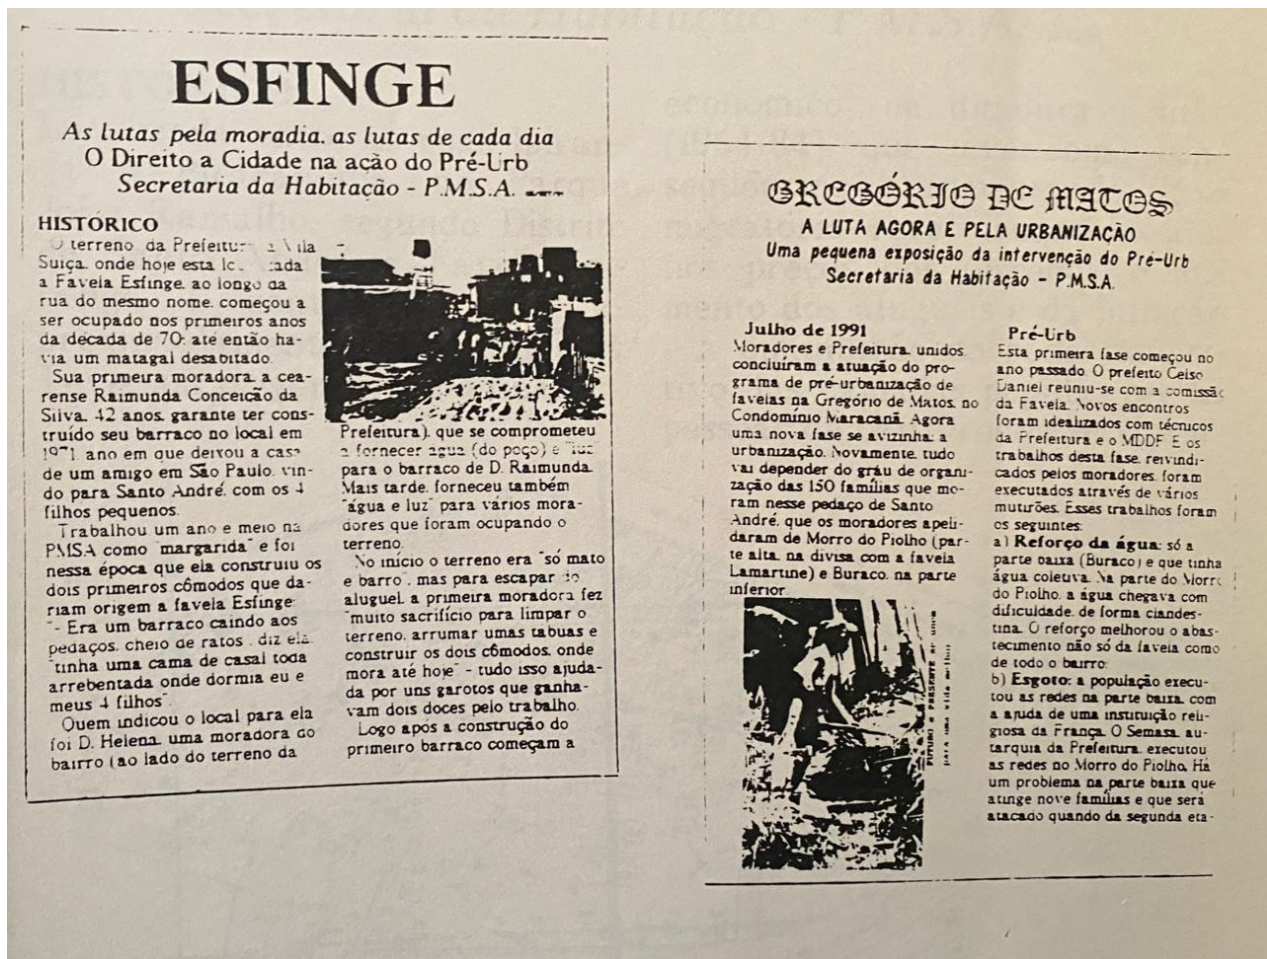 ESFINGE
As lutas pela moradia, as lutas de cada dia
O Direito a Cidade na ação do Pré-Urb
Secretaria da Habitação - P.M.S.A.
HISTÓRICO
O terreno da Prefeitura Vila
Suiça, onde hoje esta
a Favela Esfinge, ao longo da
rua do mesmo nome, começou a
ser ocupado nos primeiros anos
da década de 70; até então ha-
via um matagal desabitado.
Sua primeira moradora, a cea-
rense Raimunda Conceição da
Silva, 42 anos, garante ter cons-
truído seu barraco no local em
1971, ano em que deixou a casa
de um amigo em São Paulo, vin-
do para Santo André, com os 4
filhos pequenos.
Trabalhou um ano e meio na
PMSA como "margarida" e foi
nessa época que ela construiu os
dois primeiros cômodos que da-
riam origem a favela Esfinge:
"- Era um barraco caindo aos
pedaços, cheio de ratos, diz ela,
"tinha uma cama de casal toda
arrebentada onde dormia eu e
meus 4 filhos".
Quem indicou o local para ela
foi D. Helena, uma moradora do
bairro (ao lado do terreno da
Prefeitura), que se comprometeu
a fornecer agua (do poço) e "luz"
para o barraco de D. Raimunda.
Mais tarde, forneceu também
"água e luz" para vários mora-
dores que foram ocupando o
terreno.
No início o terreno era "só mato
e barro", mas para escapar do
aluguel, a primeira moradora fez
"muito sacrifício para limpar o
terreno, arrumar umas tabuas e
construir os dois cômodos, onde
mora até hoje" - tudo isso ajuda-
da por uns garotos que ganha-
vam dois doces pelo trabalho.
Logo após a construção do
primeiro barraco começam a
GREGÓRIO DE MATOS
A LUTA AGORA E PELA URBANIZAÇÃO
Uma pequena exposição da intervenção do Pré-Urb
Secretaria da Habitação - P.M.S.A.
Julho de 1991
Moradores e Prefeitura, unidos
concluíram a atuação do pro-
grama de pré-urbanização de
favelas na Gregório de Matos, no
Condomínio Maracanã. Agora
uma nova fase se avizinha: a
urbanização. Novamente, tudo
vai depender do gráu de organi-
zação das 150 famílias que mo-
ram nesse pedaço de Santo
André, que os moradores apeli-
daram de Morro do Piolho (par-
te alta, na divisa com a favela
Lamartine) e Buraco, na parte
inferior.
FUTURO e PRESENTE
para uma vida melhor
Pré-Urb
Esta primeira fase começou no
ano passado. O prefeito Celso
Daniel reuniu-se com a comissão
da Favela. Novos encontros
foram idealizados com técnicos
da Prefeitura e o MDDF. E os
trabalhos desta fase, reivindi-
cados pelos moradores, foram
executados através de vários
mutirões. Esses trabalhos foram
os seguintes:
a) Reforço da água: só a
parte baixa (Buraco) e que tinha
água coletiva. Na parte do Morro
do Piolho, a água chegava com
dificuldade, de forma clandes-
tina. O reforço melhorou o abas-
tecimento não só da favela como
de todo o bairro;
b) Esgoto: a população execu-
tou as redes na parte baixa, com
a ajuda de uma instituição reli-
giosa da França. O Semasa, au-
tarquia da Prefeitura, executou
as redes no Morro do Piolho. Há
um problema na parte baixa que
atinge nove famílias e que será
atacado quando da segunda eta-